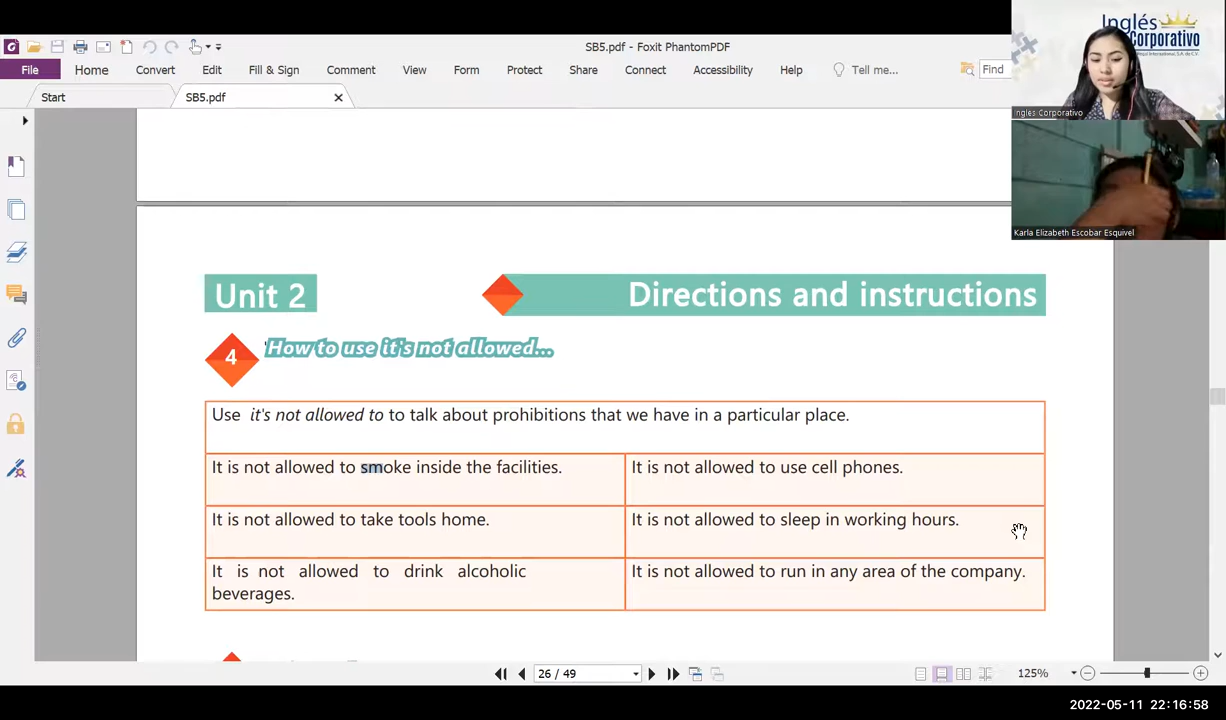 SB5.pdf - Foxit PhantomPDF
File Home Convert Edit Fill & Sign Comment View Form Protect Share Connect Accessibility Help Tell me... Find
Start SB5.pdf
Inglés
Corporativo
Ingles Corporativo
Karla Elizabeth Escobar Esquivel
Unit 2 Directions and instructions
4 How to use it's not allowed...
Use it's not allowed to to talk about prohibitions that we have in a particular place.
It is not allowed to smoke inside the facilities. It is not allowed to use cell phones.
It is not allowed to take tools home. It is not allowed to sleep in working hours.
It is not allowed to drink alcoholic
beverages.
It is not allowed to run in any area of the company.
26 / 49 125%
2022-05-11 22:16:58